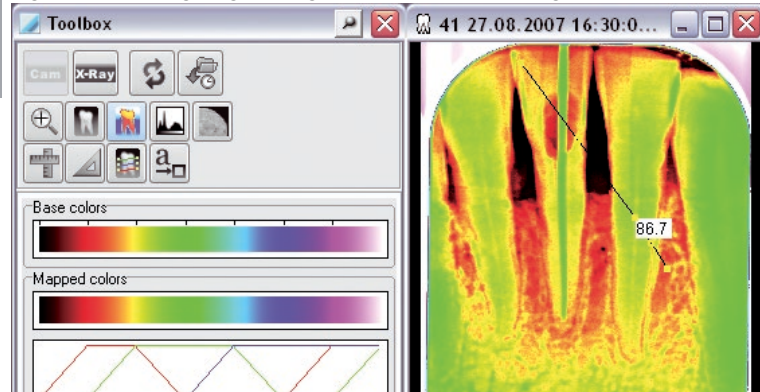 Toolbox
41 27.08.2007 16:30:0...
Cam
X-Ray
a
Base colors
86.7
Mapped colors